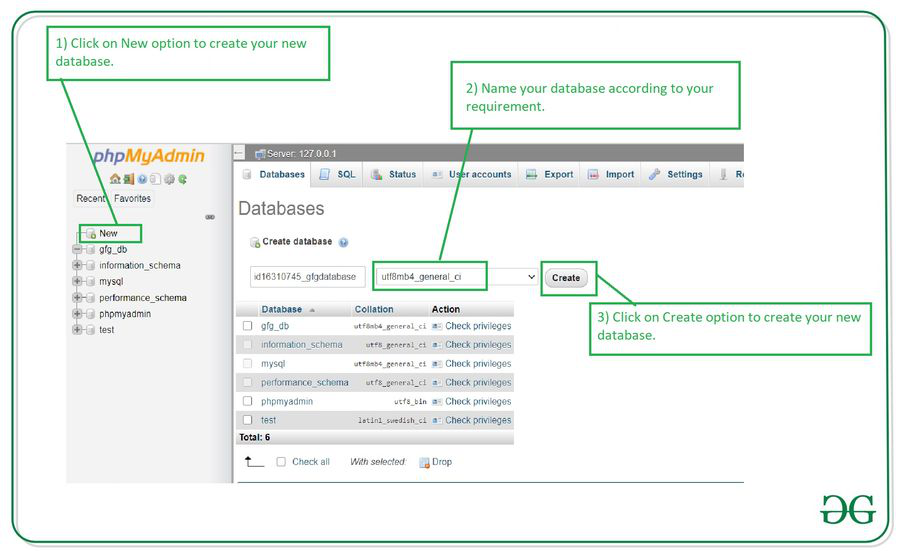 1) Click on New option to create your new
database.
2) Name your database according to your
requirement.
phpMyAdmin
Recent Favorites
New
gfg_db
information_schema
mysql
performance_schema
phpmyadmin
test
Server: 127.0.0.1
Databases SQL Status User accounts Export Import Settings
Databases
Create database
id16310745_gfgdatabase utf8mb4_general_ci Create
3) Click on Create option to create your new
database.
Database Collation Action
gfg_db utf8mb4_general_ci Check privileges
information_schema utf8_general_ci Check privileges
mysql utf8mb4_general_ci Check privileges
performance_schema utf8_general_ci Check privileges
phpmyadmin utf8_bin Check privileges
test latin1_swedish_ci Check privileges
Total: 6
Check all With selected: Drop